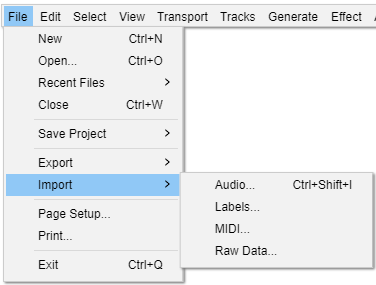 File Edit Select View Transport Tracks Generate Effect
New Ctrl+N
Open... Ctrl+O
Recent Files >
Close Ctrl+W
Save Project >
Export >
Import >
Audio... Ctrl+Shift+I
Labels...
MIDI...
Raw Data...
Page Setup...
Print...
Exit Ctrl+Q